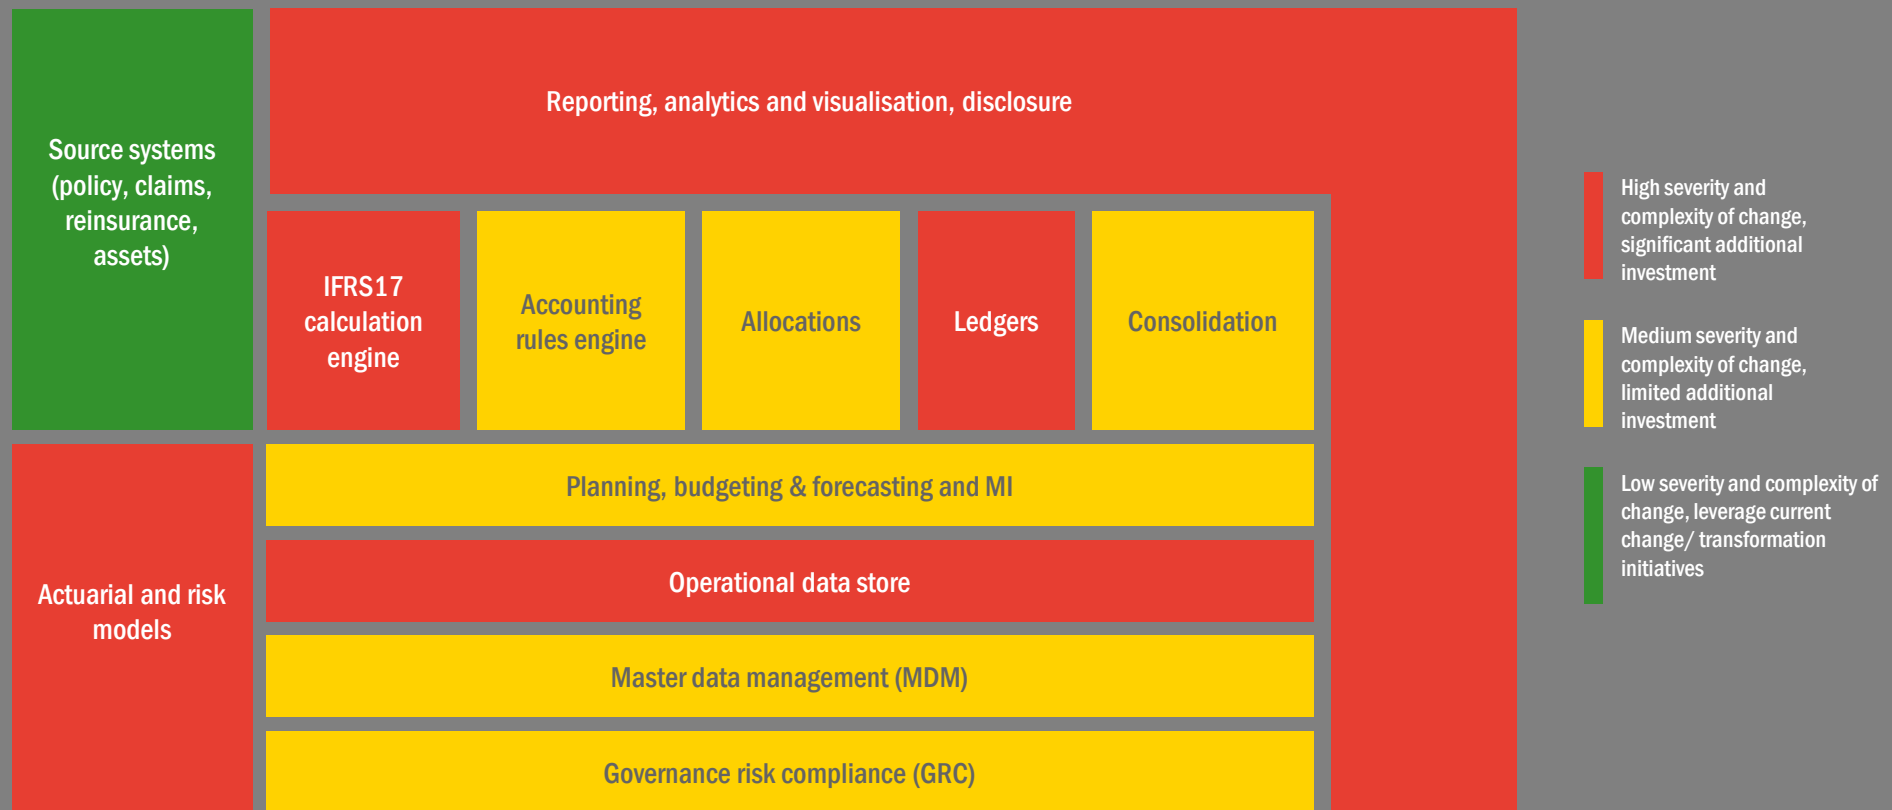 Source systems
(policy, claims,
reinsurance,
assets)
Reporting, analytics and visualisation, disclosure
IFRS17
calculation
engine
Accounting
rules engine
Allocations
Ledgers
Consolidation
Actuarial and risk
models
Planning, budgeting & forecasting and MI
Operational data store
Master data management (MDM)
Governance risk compliance (GRC)
High severity and
complexity of change,
significant additional
investment
Medium severity and
complexity of change,
limited additional
investment
Low severity and complexity of
change, leverage current
change/ transformation
initiatives